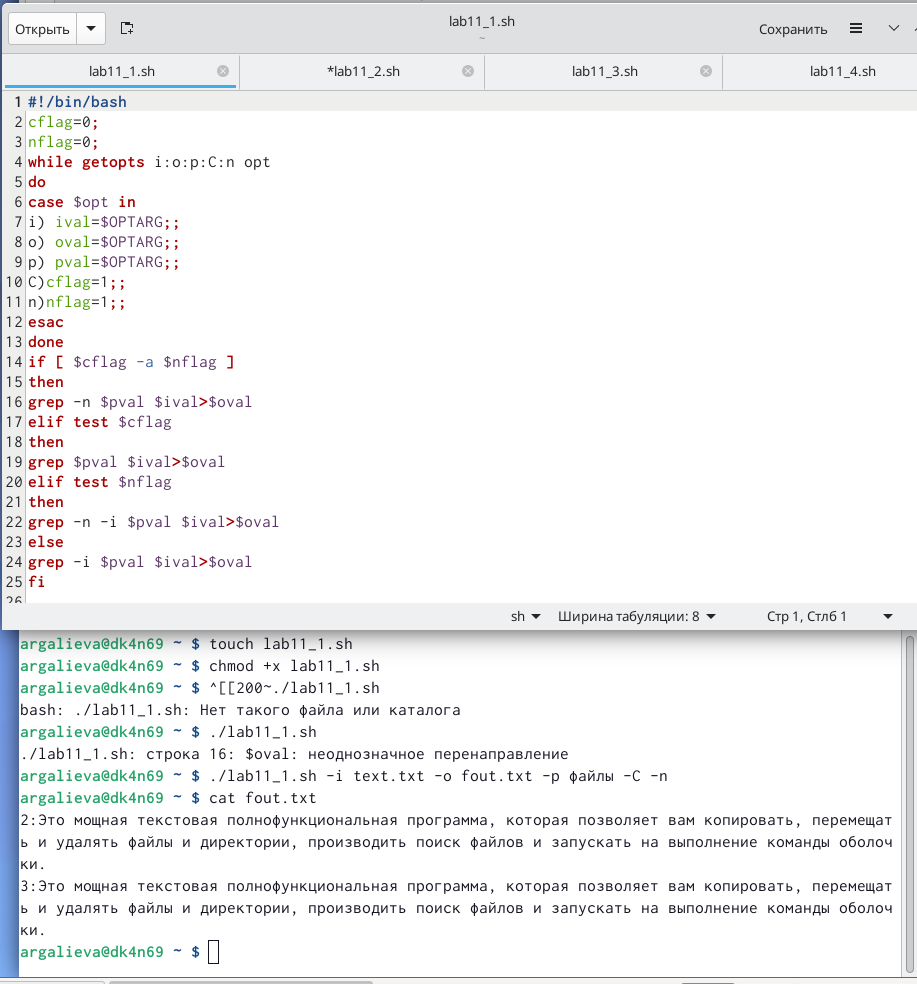 lab11_1.sh
Открыть
~
Сохранить
lab11_1.sh
*lab11_2.sh
lab11_3.sh
lab11_4.sh
1 #!/bin/bash
2 cflag=0;
3 nflag=0;
4 while getopts i:o:p:C:n opt
5 do
6 case $opt in
7 i) ival=$OPTARG;;
8 o) oval=$OPTARG;;
9 p) pval=$OPTARG;;
10 C)cflag=1;;
11 n)nflag=1;;
12 esac
13 done
14 if [ $cflag -a $nflag ]
15 then
16 grep -n $pval $ival>$oval
17 elif test $cflag
18 then
19 grep $pval $ival>$oval
20 elif test $nflag
21 then
22 grep -n -i $pval $ival>$oval
23 else
24 grep -i $pval $ival>$oval
25 fi
26
sh
Ширина табуляции: 8
Стр 1, Стлб 1
argalieva@dk4n69 ~ $ touch lab11_1.sh
argalieva@dk4n69 ~ $ chmod +x lab11_1.sh
argalieva@dk4n69 ~ $ ^[[200~./lab11_1.sh
bash: ./lab11_1.sh: Нет такого файла или каталога
argalieva@dk4n69 ~ $ ./lab11_1.sh
./lab11_1.sh: строка 16: $oval: неоднозначное перенаправление
argalieva@dk4n69 ~ $ ./lab11_1.sh -i text.txt -o fout.txt -p файлы -C -n
argalieva@dk4n69 ~ $ cat fout.txt
2:Это мощная текстовая полнофункциональная программа, которая позволяет вам копировать, перемещат
ь и удалять файлы и директории, производить поиск файлов и запускать на выполнение команды оболоч
ки.
3:Это мощная текстовая полнофункциональная программа, которая позволяет вам копировать, перемещат
ь и удалять файлы и директории, производить поиск файлов и запускать на выполнение команды оболоч
ки.
argalieva@dk4n69 ~ $